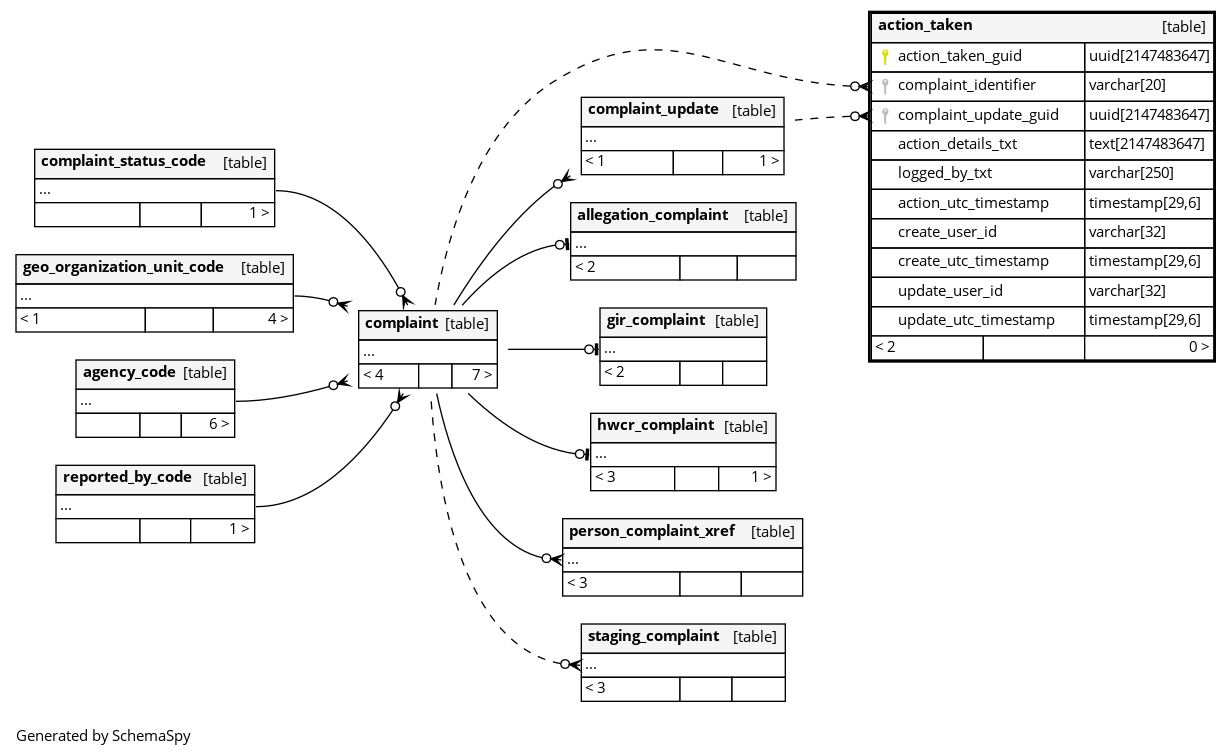 action_taken [table]
action_taken_guid uuid[2147483647]
complaint_identifier varchar[20]
complaint_update_guid uuid[2147483647]
action_details_txt text[2147483647]
logged_by_txt varchar[250]
action_utc_timestamp timestamp[29,6]
create_user_id varchar[32]
create_utc_timestamp timestamp[29,6]
update_user_id varchar[32]
update_utc_timestamp timestamp[29,6]
< 2 0 >
complaint_update [table]
...
< 1 1 >
complaint_status_code [table]
...
1 >
allegation_complaint [table]
...
< 2
geo_organization_unit_code [table]
...
< 1 4 >
complaint [table]
...
< 4 7 >
gir_complaint [table]
...
< 2
agency_code [table]
...
6 >
hwcr_complaint [table]
...
< 3 1 >
reported_by_code [table]
...
1 >
person_complaint_xref [table]
...
< 3
staging_complaint [table]
...
< 3
Generated by SchemaSpy